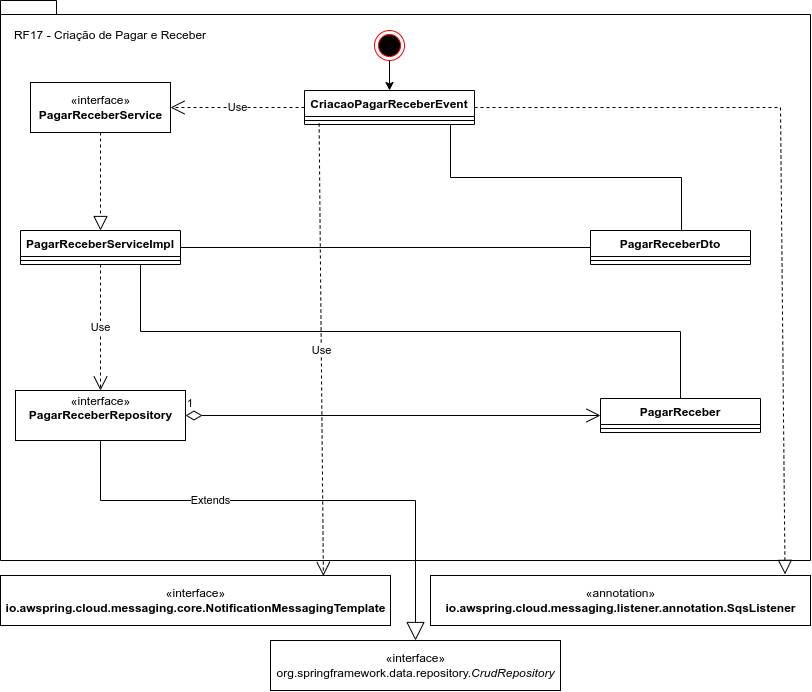 RF17 - Criação de Pagar e Receber
«interface»
PagarReceberService
Use
CriacaoPagarReceberEvent
PagarReceberServiceImpl
PagarReceberDto
Use
Use
«interface»
PagarReceberRepository
1
PagarReceber
Extends
«interface»
io.awspring.cloud.messaging.core.NotificationMessagingTemplate
«annotation»
io.awspring.cloud.messaging.listener.annotation.SqsListener
«interface»
org.springframework.data.repository.CrudRepository